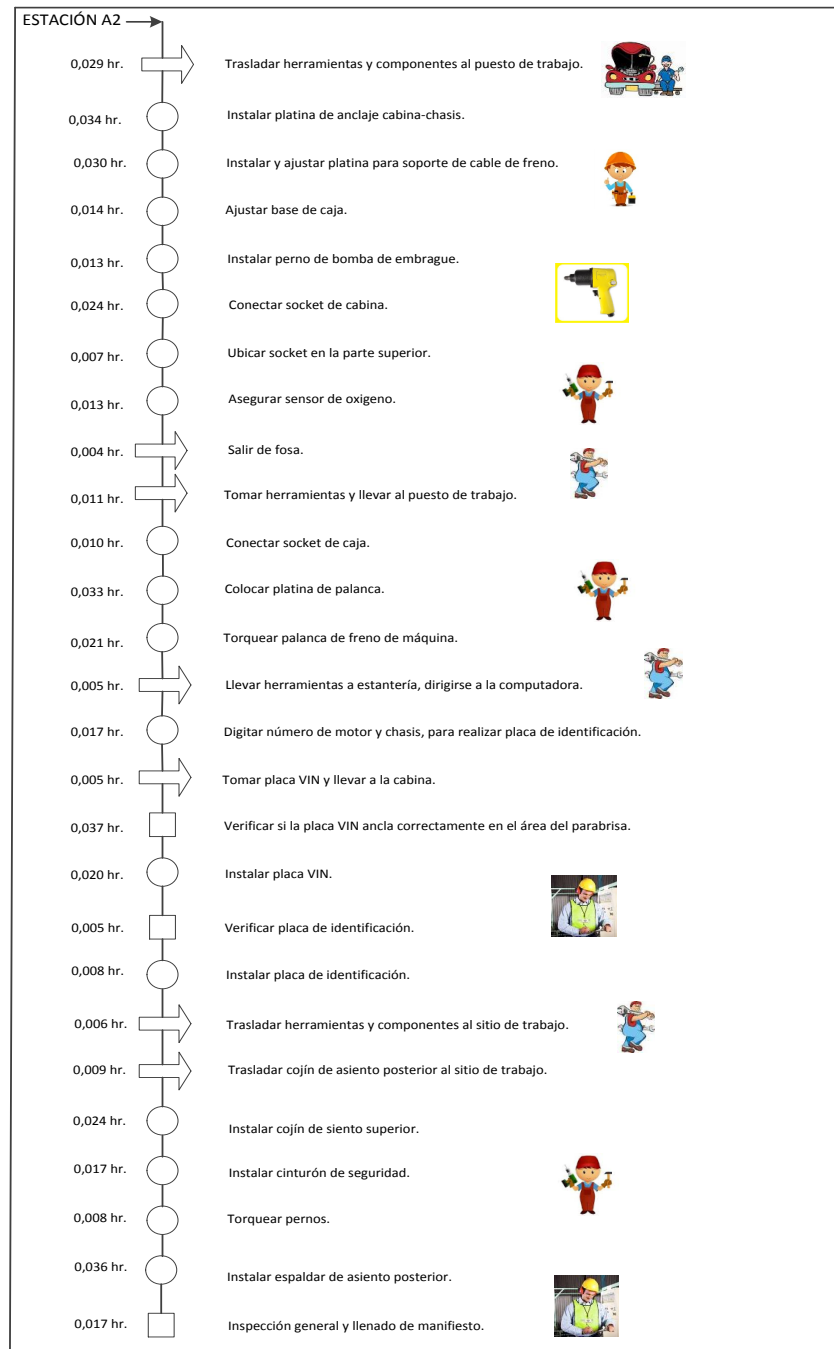 ESTACIÓN A2
0,029 hr. Trasladar herramientas y componentes al puesto de trabajo.
0,034 hr. Instalar platina de anclaje cabina-chasis.
0,030 hr. Instalar y ajustar platina para soporte de cable de freno.
0,014 hr. Ajustar base de caja.
0,013 hr. Instalar perno de bomba de embrague.
0,024 hr. Conectar socket de cabina.
0,007 hr. Ubicar socket en la parte superior.
0,013 hr. Asegurar sensor de oxigeno.
0,004 hr. Salir de fosa.
0,011 hr. Tomar herramientas y llevar al puesto de trabajo.
0,010 hr. Conectar socket de caja.
0,033 hr. Colocar platina de palanca.
0,021 hr. Torquear palanca de freno de máquina.
0,005 hr. Llevar herramientas a estantería, dirigirse a la computadora.
0,017 hr. Digitar número de motor y chasis, para realizar placa de identificación.
0,005 hr. Tomar placa VIN y llevar a la cabina.
0,037 hr. Verificar si la placa VIN ancla correctamente en el área del parabrisa.
0,020 hr. Instalar placa VIN.
0,005 hr. Verificar placa de identificación.
0,008 hr. Instalar placa de identificación.
0,006 hr. Trasladar herramientas y componentes al sitio de trabajo.
0,009 hr. Trasladar cojín de asiento posterior al sitio de trabajo.
0,024 hr. Instalar cojín de siento superior.
0,017 hr. Instalar cinturón de seguridad.
0,008 hr. Torquear pernos.
0,036 hr. Instalar espaldar de asiento posterior.
0,017 hr. Inspección general y llenado de manifiesto.